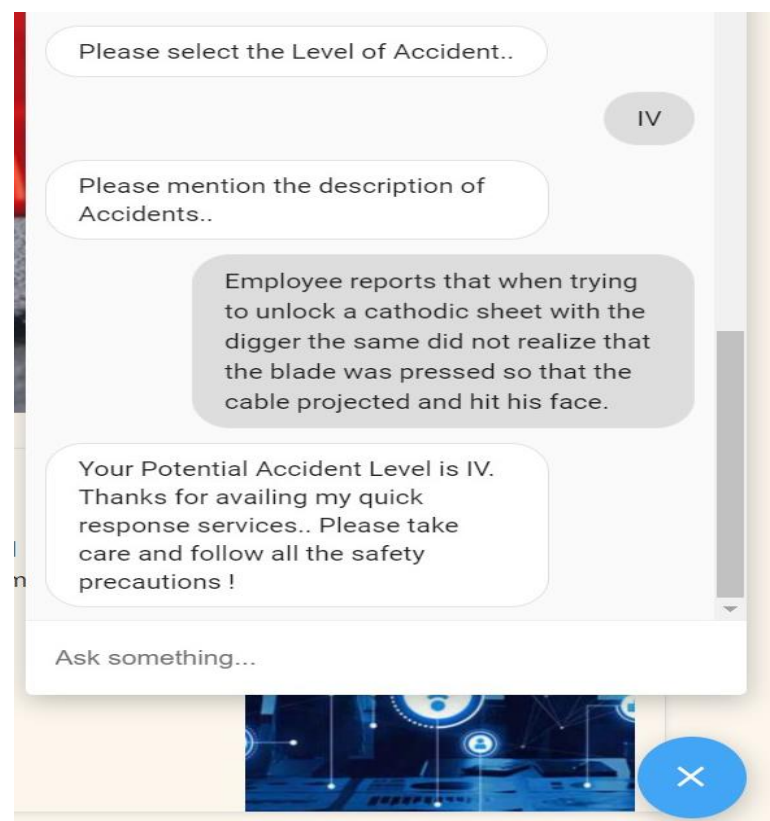 Please select the Level of Accident..
IV
Please mention the description of
Accidents..
Employee reports that when trying
to unlock a cathodic sheet with the
digger the same did not realize that
the blade was pressed so that the
cable projected and hit his face.
Your Potential Accident Level is IV.
Thanks for availing my quick
response services.. Please take
care and follow all the safety
precautions !
Ask something...